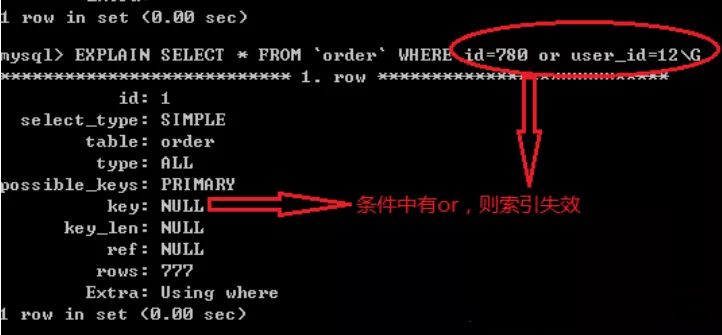 1 row in set (0.00 sec)
mysql> EXPLAIN SELECT * FROM `order` WHERE id=780 or user_id=12\G
*************************** 1. row ***************************
id: 1
select_type: SIMPLE
table: order
type: ALL
possible_keys: PRIMARY
key: NULL
条件中有or，则索引失效
key_len: NULL
ref: NULL
rows: 777
Extra: Using where
1 row in set (0.00 sec)